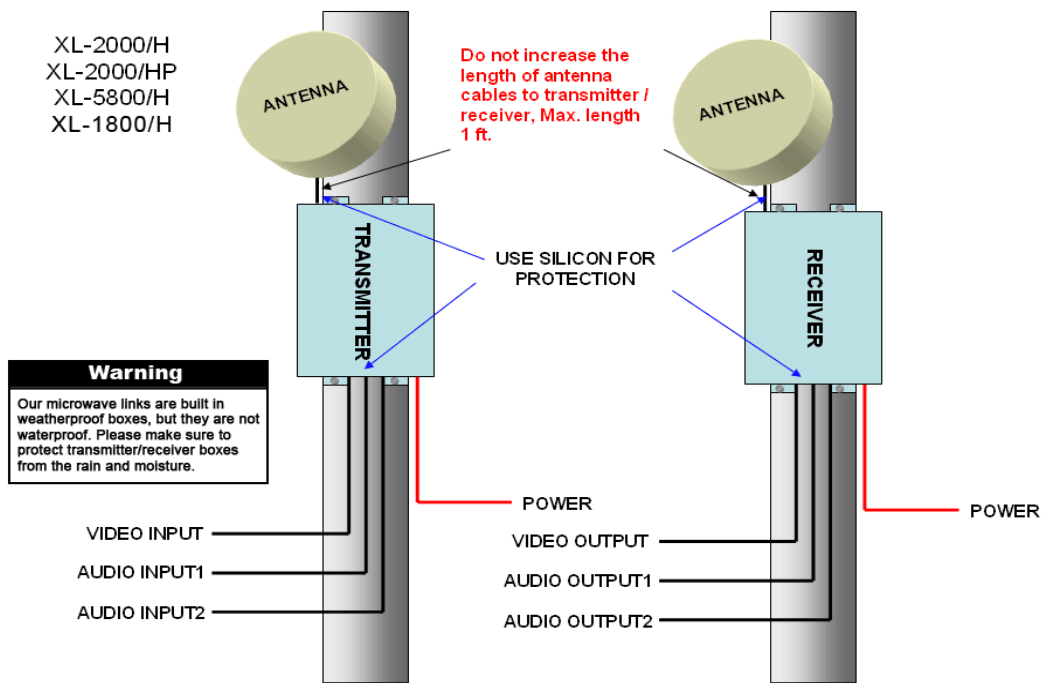 XL-2000/H
XL-2000/HP
XL-5800/H
XL-1800/H
ANTENNA
Do not increase the
length of antenna
cables to transmitter /
receiver, Max. length
1 ft.
ANTENNA
TRANSMITTER
USE SILICON FOR
PROTECTION
RECEIVER
Warning
Our microwave links are built in
weatherproof boxes, but they are not
waterproof. Please make sure to
protect transmitter/receiver boxes
from the rain and moisture.
POWER
VIDEO INPUT
AUDIO INPUT1
AUDIO INPUT2
POWER
VIDEO OUTPUT
AUDIO OUTPUT1
AUDIO OUTPUT2